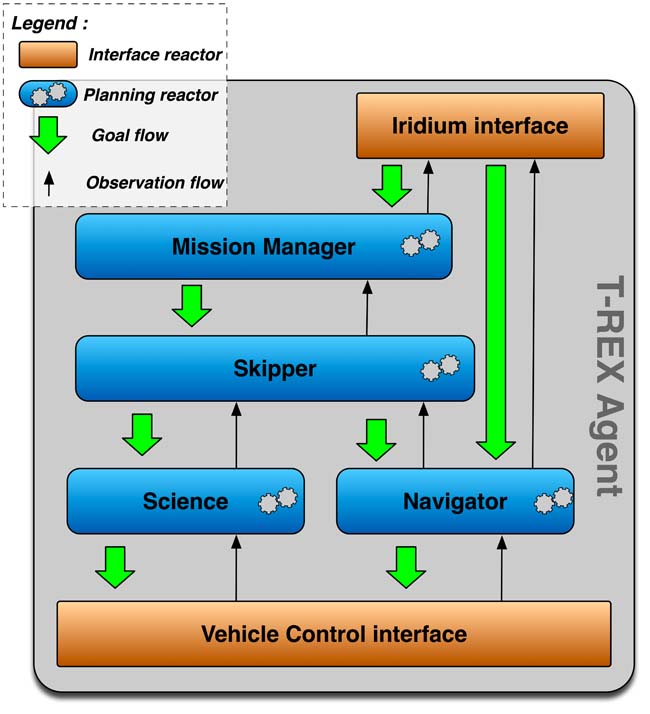 Legend :
Interface reactor
Planning reactor
Goal flow
Observation flow
Iridium interface
Mission Manager
Skipper
Science
Navigator
Vehicle Control interface
T-REX Agent